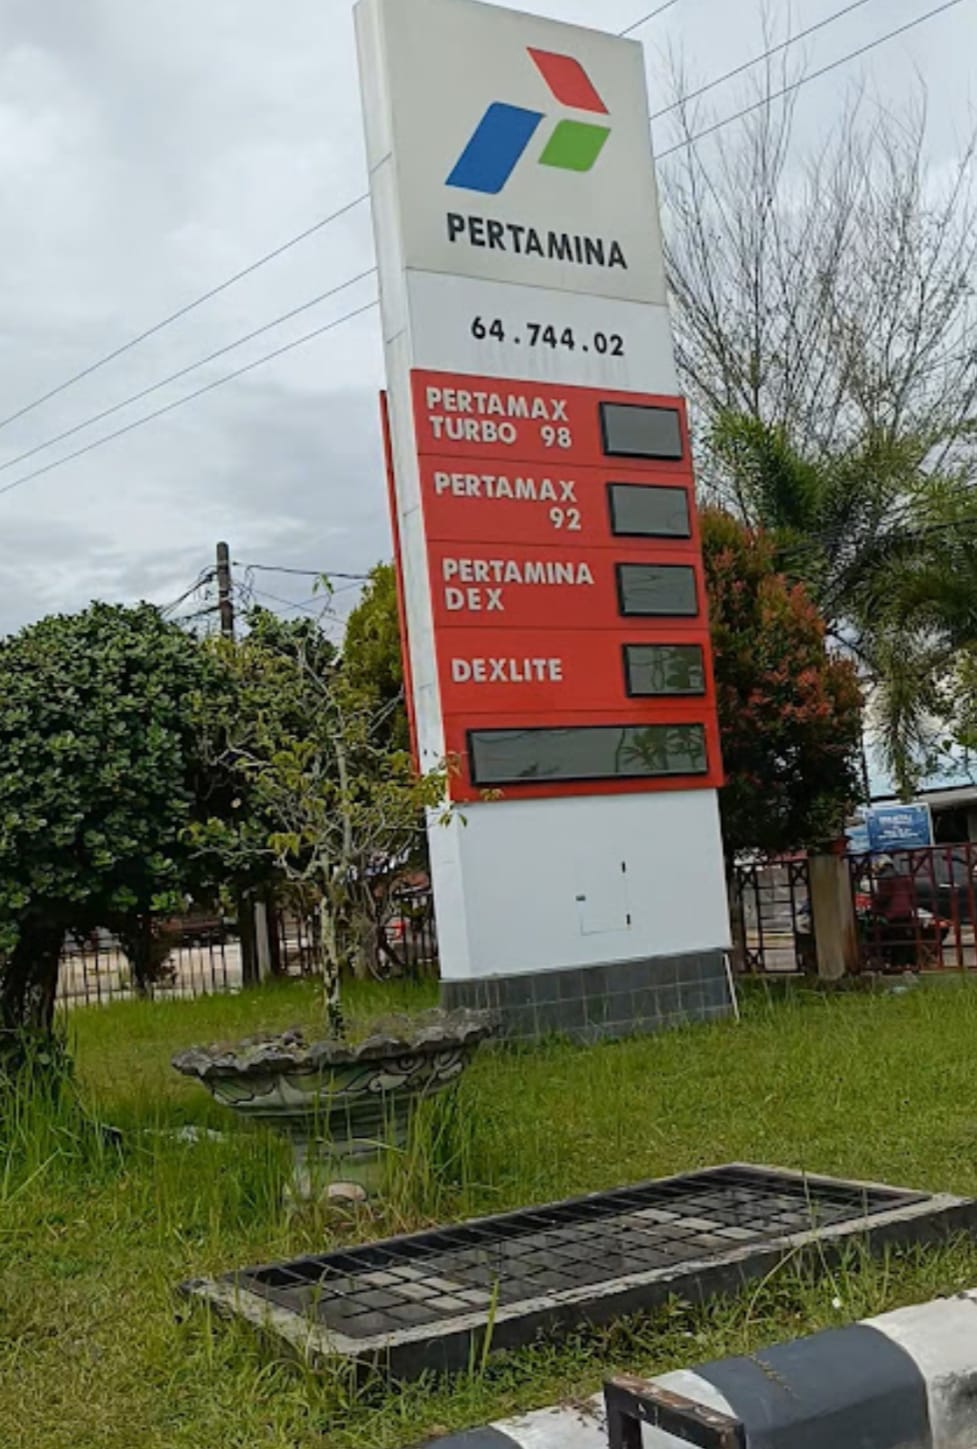 PERTAMINA
64.744.02
PERTAMAX
TURBO 98
PERTAMAX
92
PERTAMINA
DEX
DEXLITE